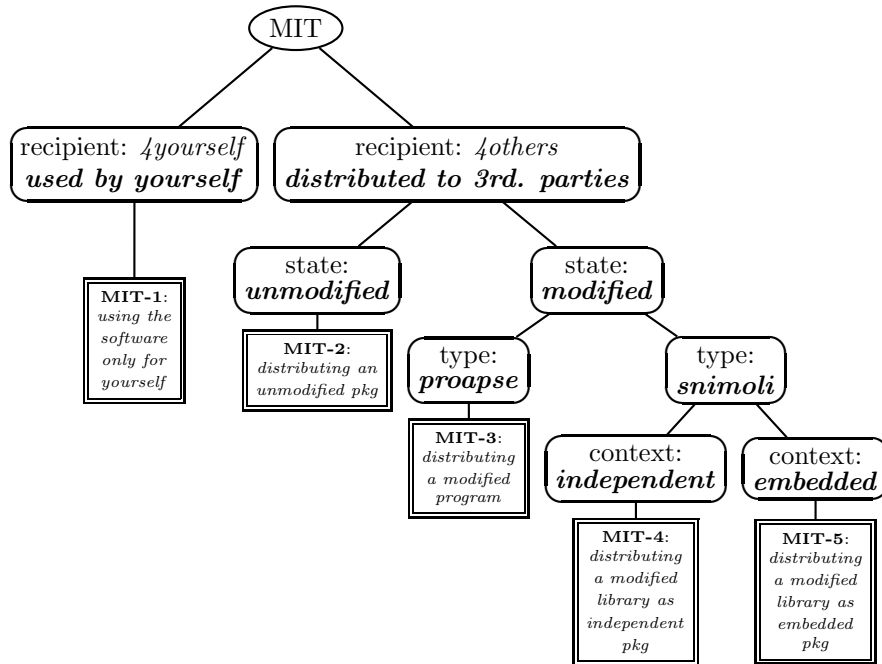 MIT
recipient: 4yourself
used by yourself
recipient: 4others
distributed to 3rd. parties
state:
unmodified
state:
modified
MIT-1:
using the
software
only for
yourself
MIT-2:
distributing an
unmodified pkg
type:
proapse
type:
snimoli
MIT-3:
distributing
a modified
program
context:
independent
context:
embedded
MIT-4:
distributing
a modified
library as
independent
pkg
MIT-5:
distributing
a modified
library as
embedded
pkg